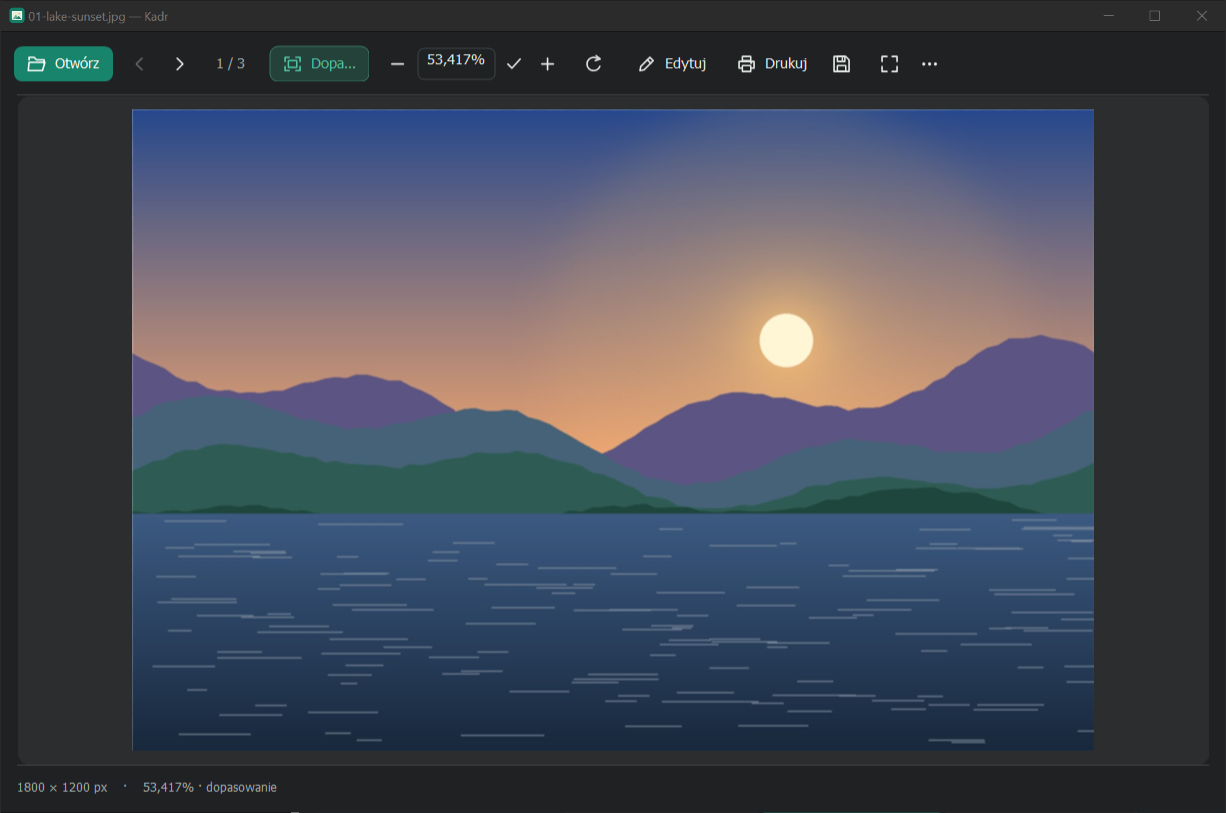 01-lake-sunset.jpg — Kadr
Otwórz 1 / 3 Dopa... 53,417% Edytuj Drukuj
1800 × 1200 px · 53,417% · dopasowanie